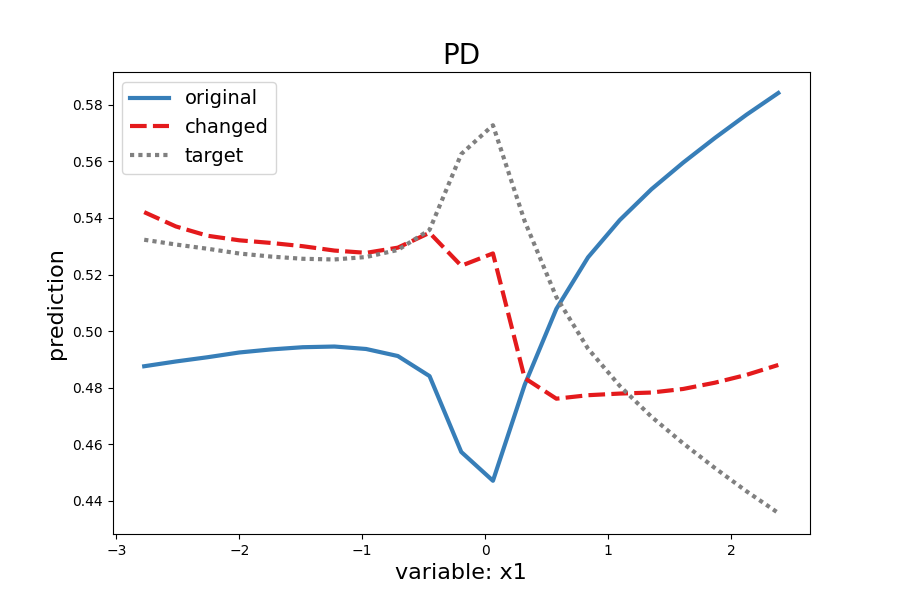 PD
original
changed
target
prediction
0.58
0.56
0.54
0.52
0.50
0.48
0.46
0.44
−3
−2
−1
0
1
2
variable: x1